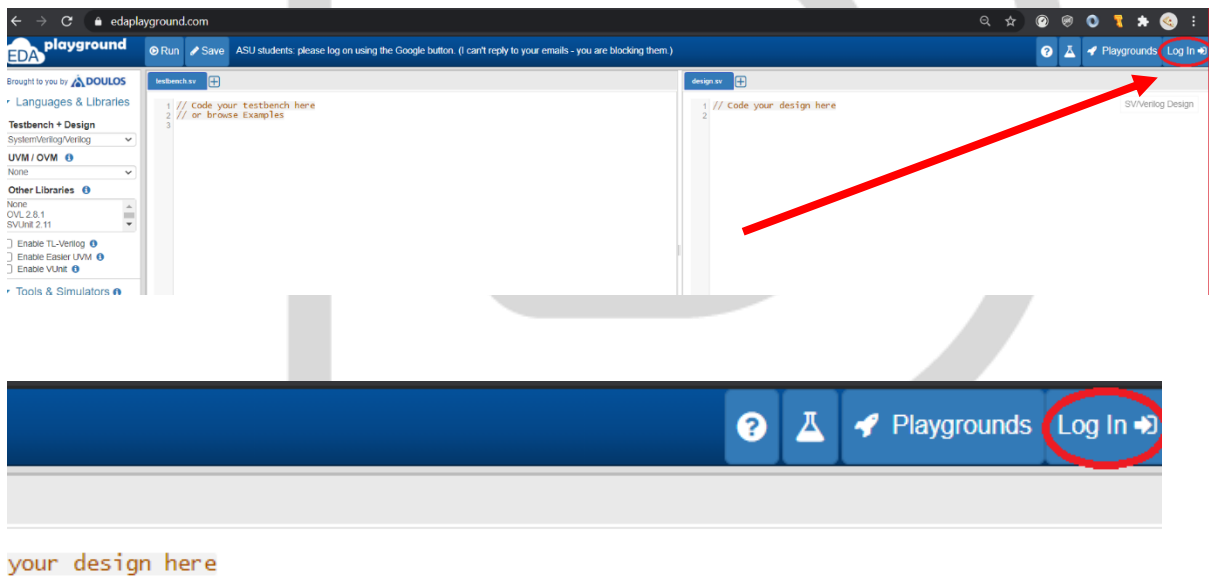 edaplayground.com
EDA playground
Run Save ASU students: please log on using the Google button. (I can't reply to your emails - you are blocking them.) ? Playgrounds Log In
Brought to you by DOULOS
Languages & Libraries
Testbench + Design
SystemVerilog/Verilog
UVM / OVM
None
Other Libraries
None
OVL 2.8.1
SVUnit 2.11
Enable TL-Verilog
Enable Easier UVM
Enable VUnit
Tools & Simulators
testbench.sv
1 // Code your testbench here
2 // or browse Examples
3
design.sv
1 // Code your design here
2
SV/Verilog Design
? Playgrounds Log In
your design here